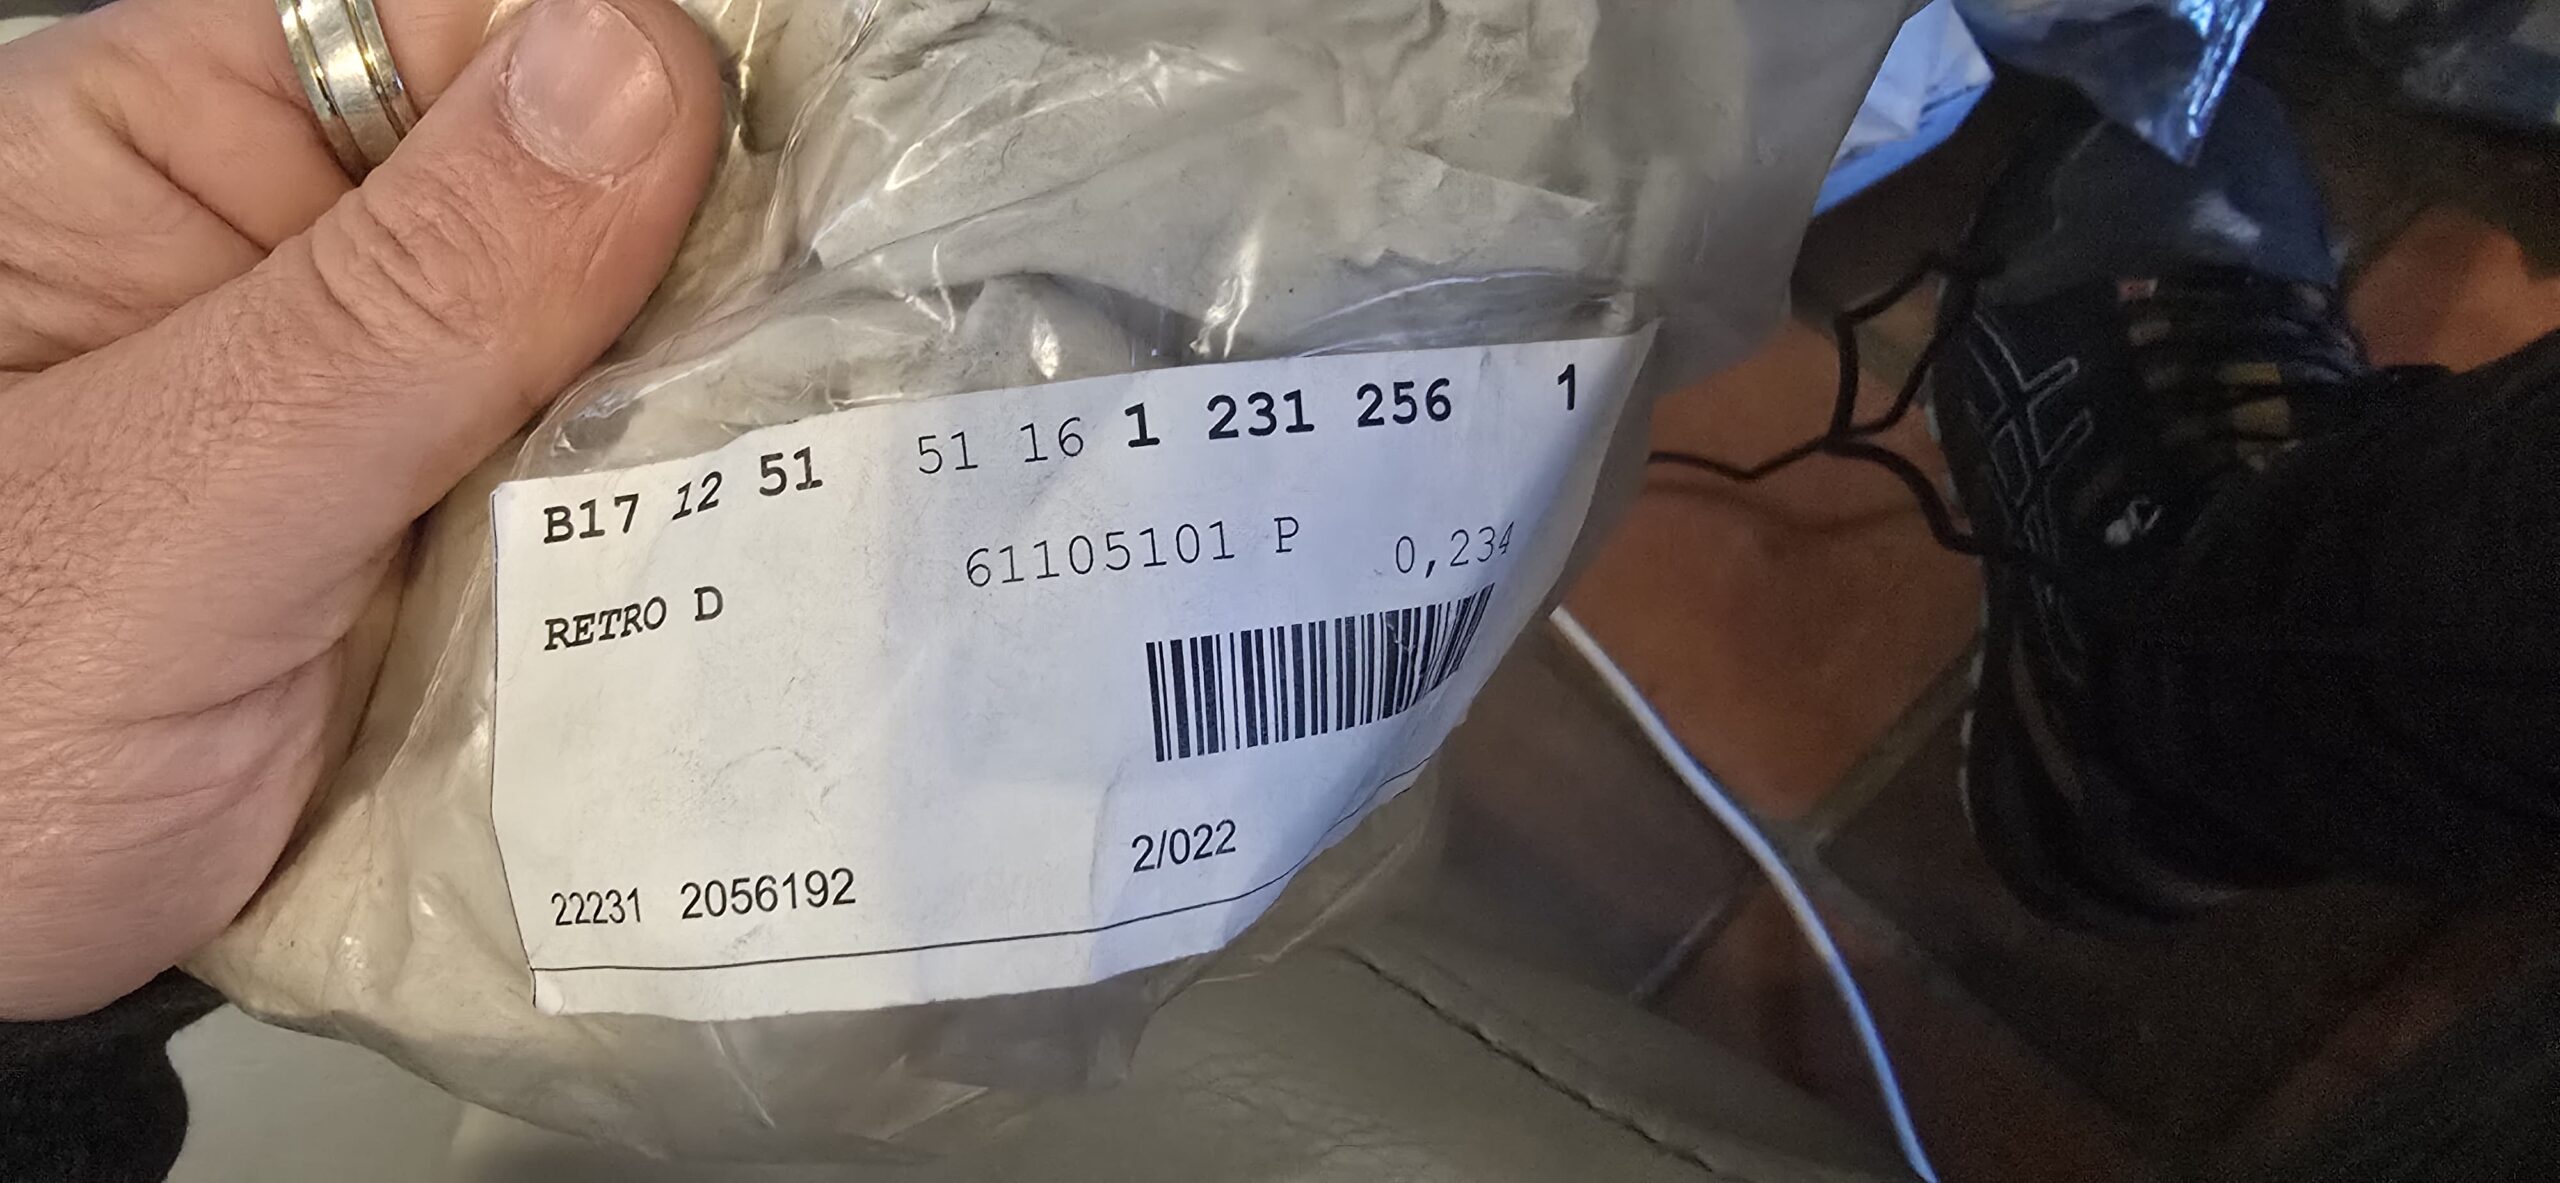 B17 12 51 51 16 1 231 256 1
61105101 P 0,234
RETRO D
22231 2056192 2/022